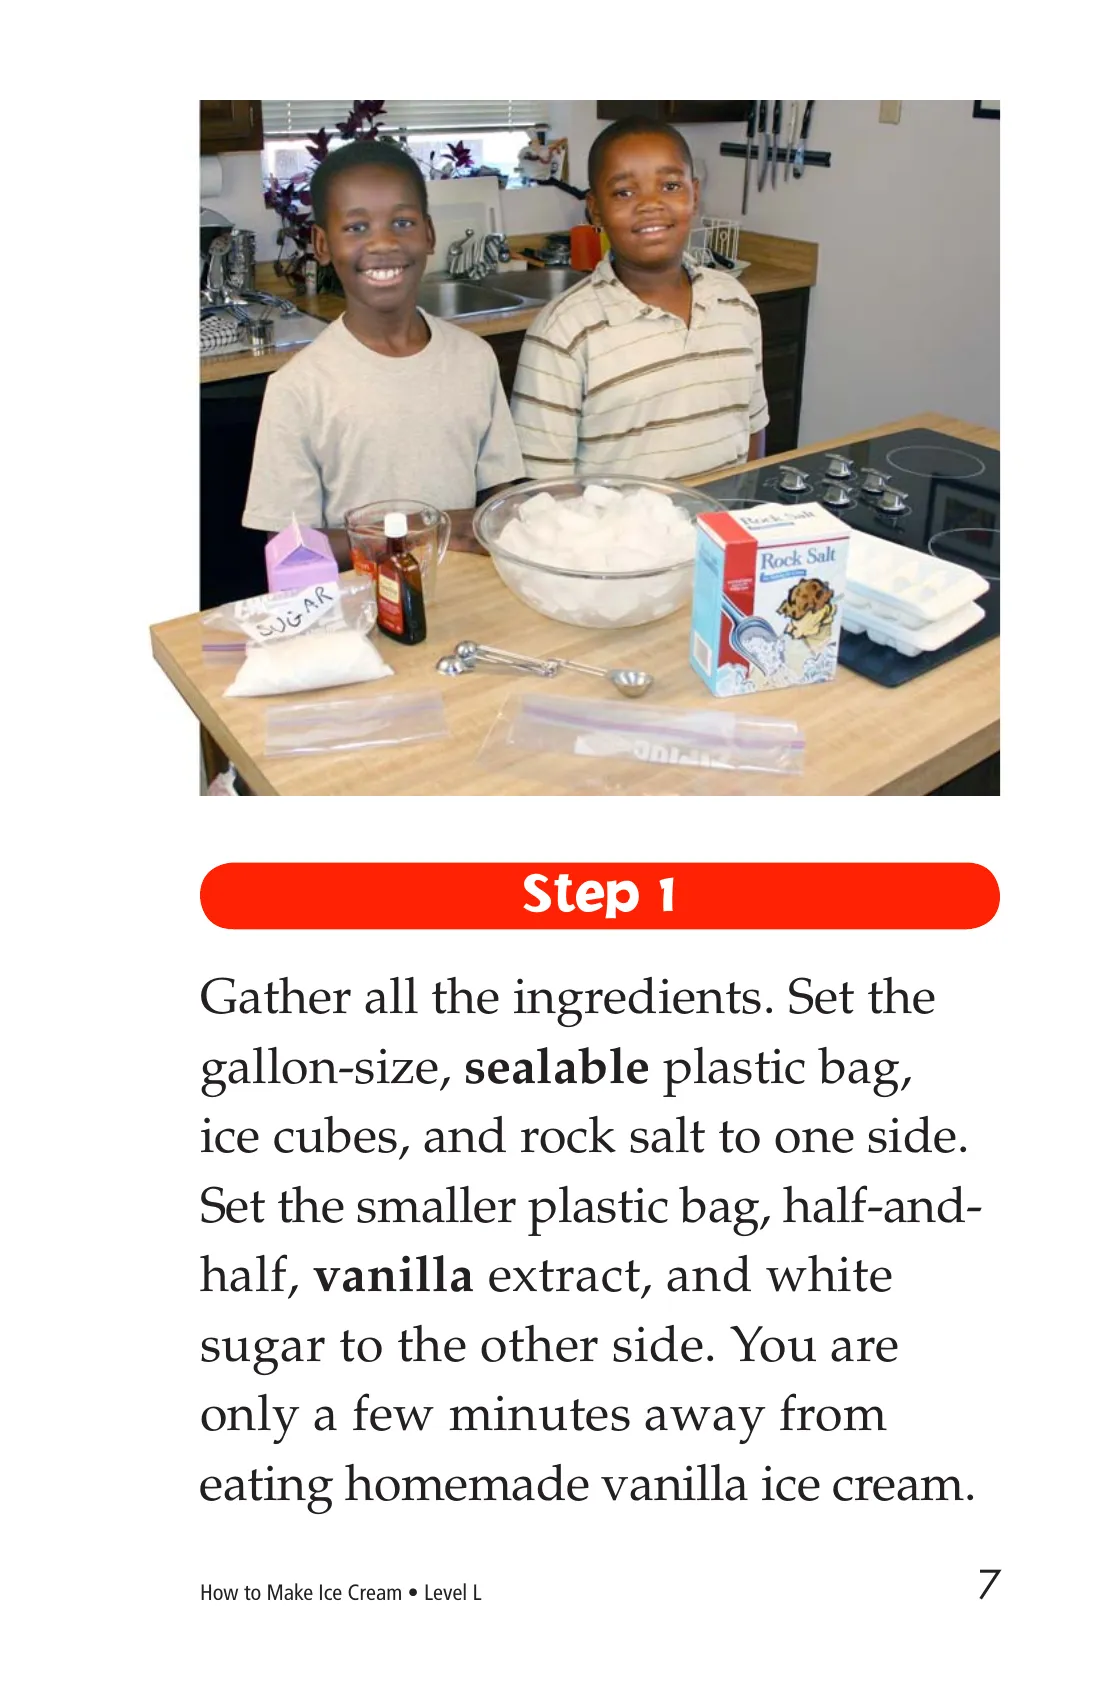 SUGAR
Rock Salt
Rock Salt
Step 1
Gather all the ingredients. Set the
gallon-size, sealable plastic bag,
ice cubes, and rock salt to one side.
Set the smaller plastic bag, half-and-
half, vanilla extract, and white
sugar to the other side. You are
only a few minutes away from
eating homemade vanilla ice cream.
How to Make Ice Cream • Level L
7